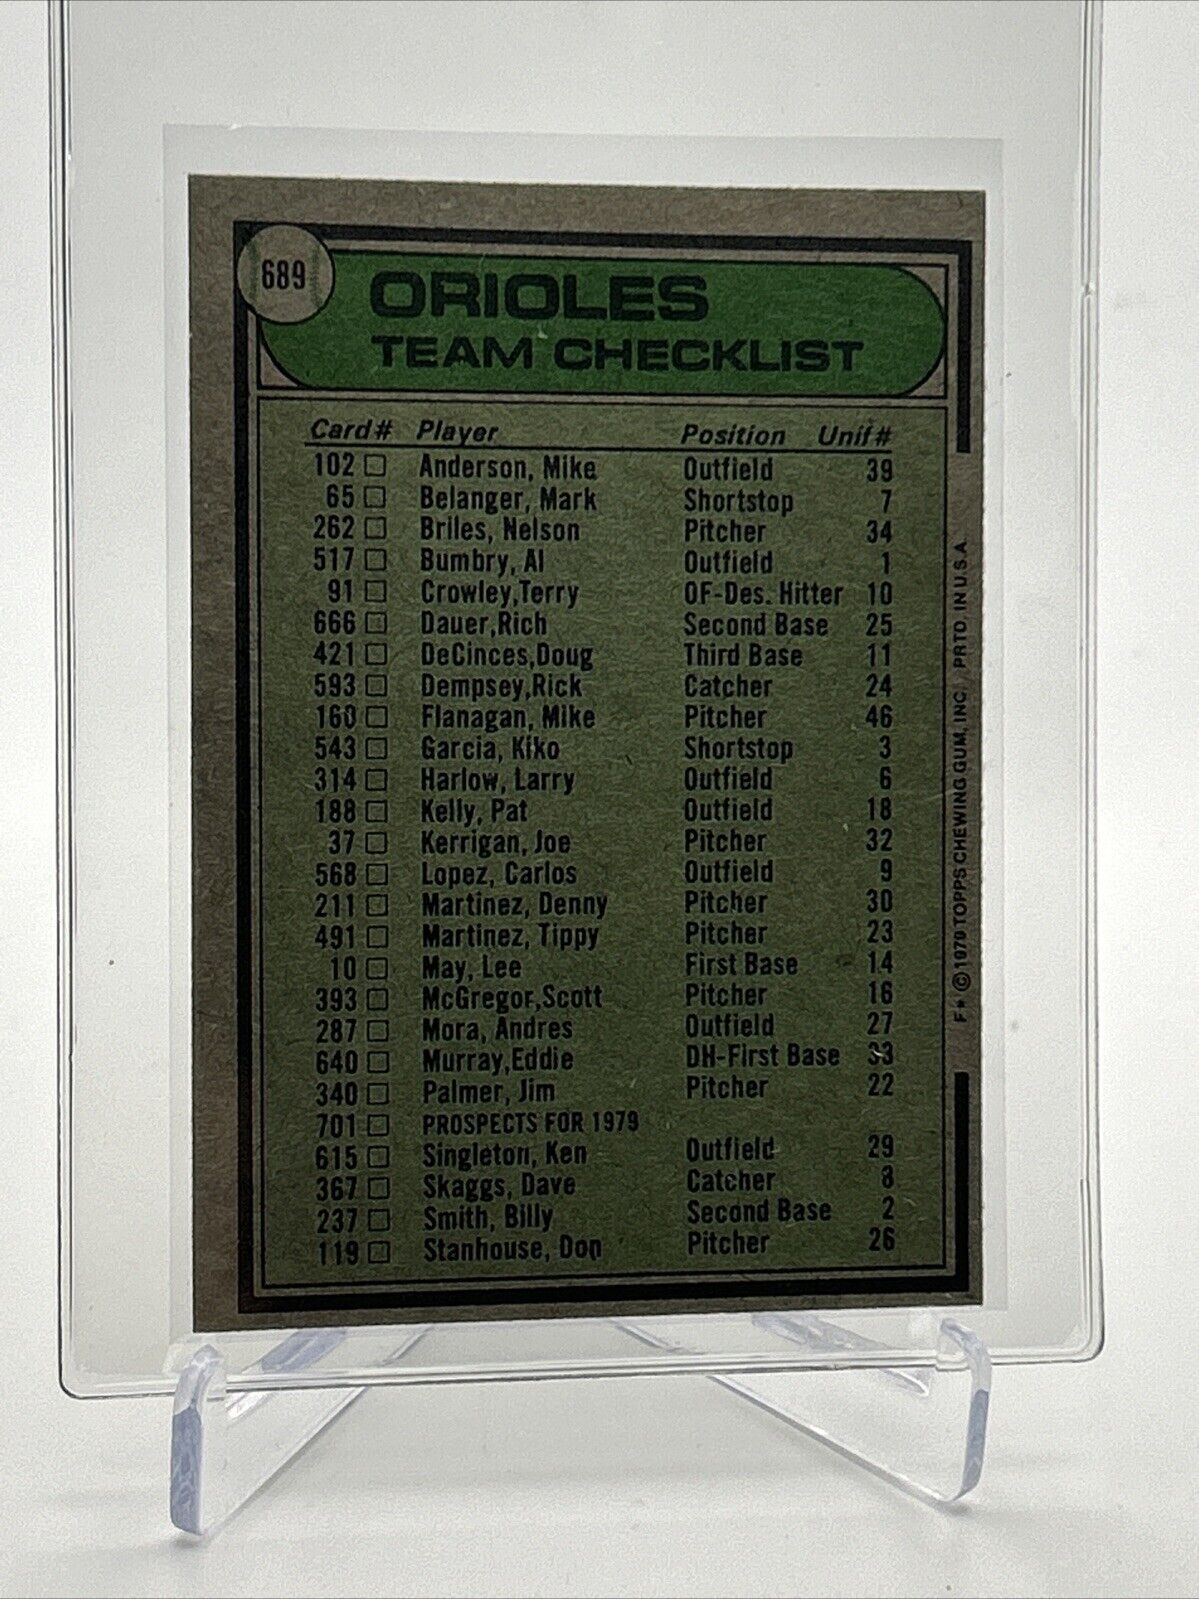 689
ORIOLES
TEAM CHECKLIST
Card# Player Position Unif#
102 □ Anderson, Mike Outfield 39
65 □ Belanger, Mark Shortstop 7
262 □ Briles, Nelson Pitcher 34
517 □ Bumbry, Al Outfield 1
91 □ Crowley,Terry OF-Des. Hitter 10
666 □ Dauer,Rich Second Base 25
421 □ DeCinces,Doug Third Base 11
593 □ Dempsey,Rick Catcher 24
160 □ Flanagan, Mike Pitcher 46
543 □ Garcia, Kiko Shortstop 3
314 □ Harlow, Larry Outfield 6
188 □ Kelly, Pat Outfield 18
37 □ Kerrigan, Joe Pitcher 32
568 □ Lopez, Carlos Outfield 9
211 □ Martinez, Denny Pitcher 30
491 □ Martinez, Tippy Pitcher 23
10 □ May, Lee First Base 14
393 □ McGregor,Scott Pitcher 16
287 □ Mora, Andres Outfield 27
640 □ Murray,Eddie DH-First Base 33
340 □ Palmer, Jim Pitcher 22
701 □ PROSPECTS FOR 1979
615 □ Singleton, Ken Outfield 29
367 □ Skaggs, Dave Catcher 8
237 □ Smith, Billy Second Base 2
119 □ Stanhouse, Don Pitcher 26
F* © 1979 TOPPS CHEWING GUM, INC. PRTD. IN U.S.A.